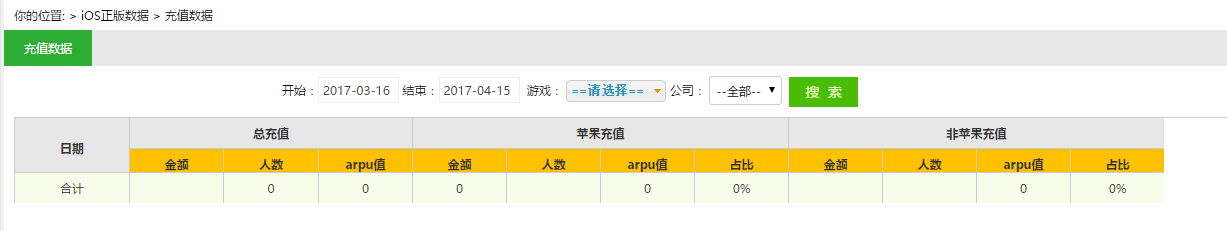 你的位置: > iOS正版数据 > 充值数据
充值数据
开始：2017-03-16 结束：2017-04-15 游戏：==请选择== 公司：--全部-- 搜 索
日期 总充值 苹果充值 非苹果充值
金额 人数 arpu值 金额 人数 arpu值 占比 金额 人数 arpu值 占比
合计 0 0 0 0 0% 0 0%